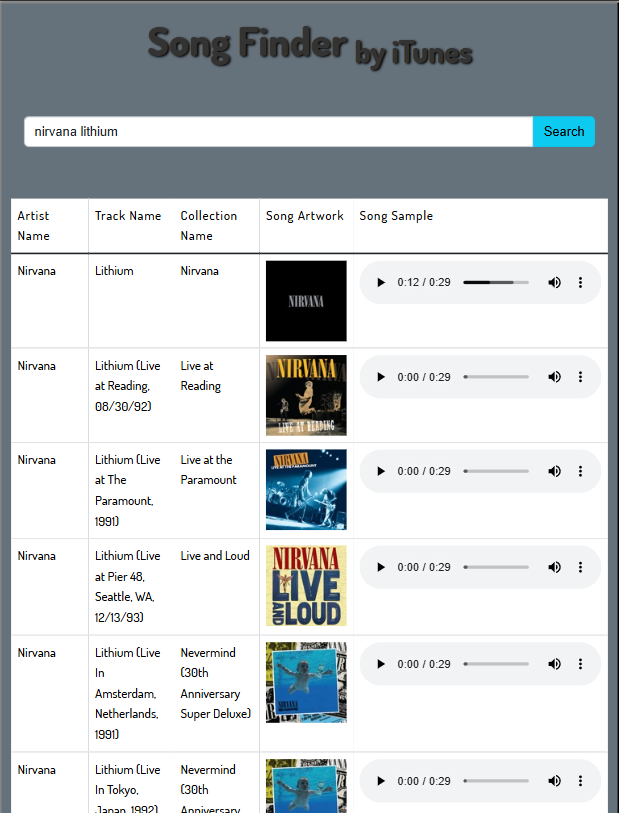 Song Finder by iTunes
nirvana lithium
Search
Artist
Name
Track Name
Collection
Name
Song Artwork
Song Sample
Nirvana
Lithium
Nirvana
NIRVANA
0:12 / 0:29
Nirvana
Lithium (Live
at Reading,
08/30/92)
Live at
Reading
NIRVANA
LIVE AT READING
0:00 / 0:29
Nirvana
Lithium (Live
at The
Paramount,
1991)
Live at the
Paramount
NIRVANA
LIVE AT THE PARAMOUNT
0:00 / 0:29
Nirvana
Lithium (Live
at Pier 48,
Seattle, WA,
12/13/93)
Live and Loud
NIRVANA
LIVE
AND
LOUD
0:00 / 0:29
Nirvana
Lithium (Live
In
Amsterdam,
Netherlands,
1991)
Nevermind
(30th
Anniversary
Super Deluxe)
NIRVANA
0:00 / 0:29
Nirvana
Lithium (Live
In Tokyo,
Japan, 1992)
Nevermind
(30th
Anniversary
0:00 / 0:29